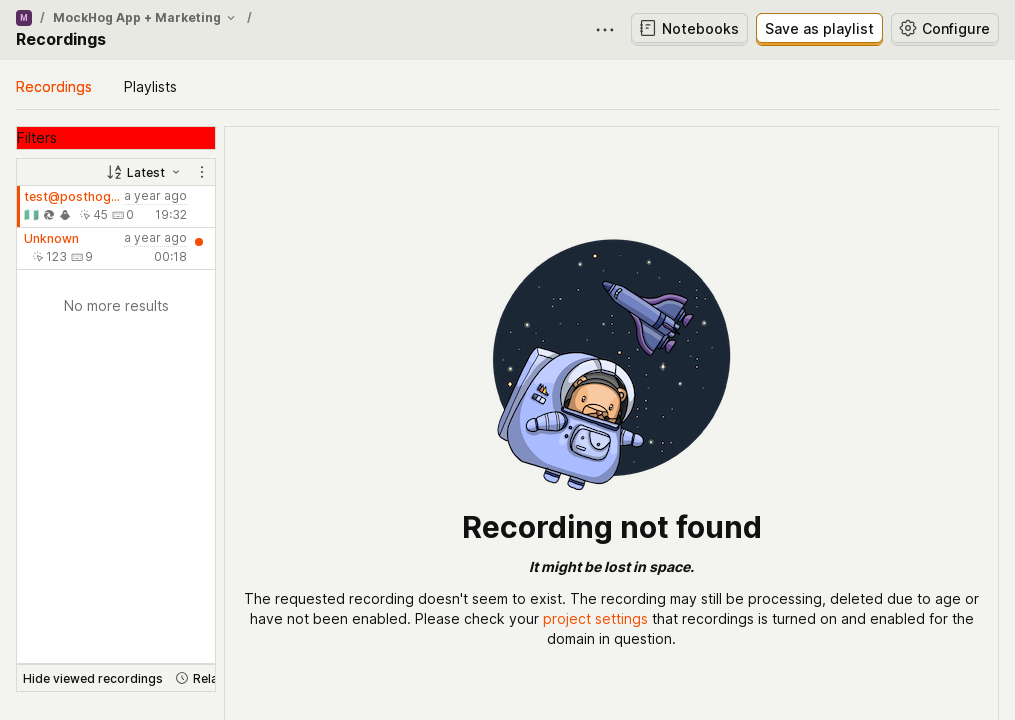 M / MockHog App + Marketing /
Recordings
Notebooks
Save as playlist
Configure
Recordings
Playlists
Filters
Latest
test@posthog... a year ago
45 0 19:32
Unknown a year ago
123 9 00:18
No more results
Hide viewed recordings
Recording not found
It might be lost in space.
The requested recording doesn't seem to exist. The recording may still be processing, deleted due to age or
have not been enabled. Please check your project settings that recordings is turned on and enabled for the
domain in question.